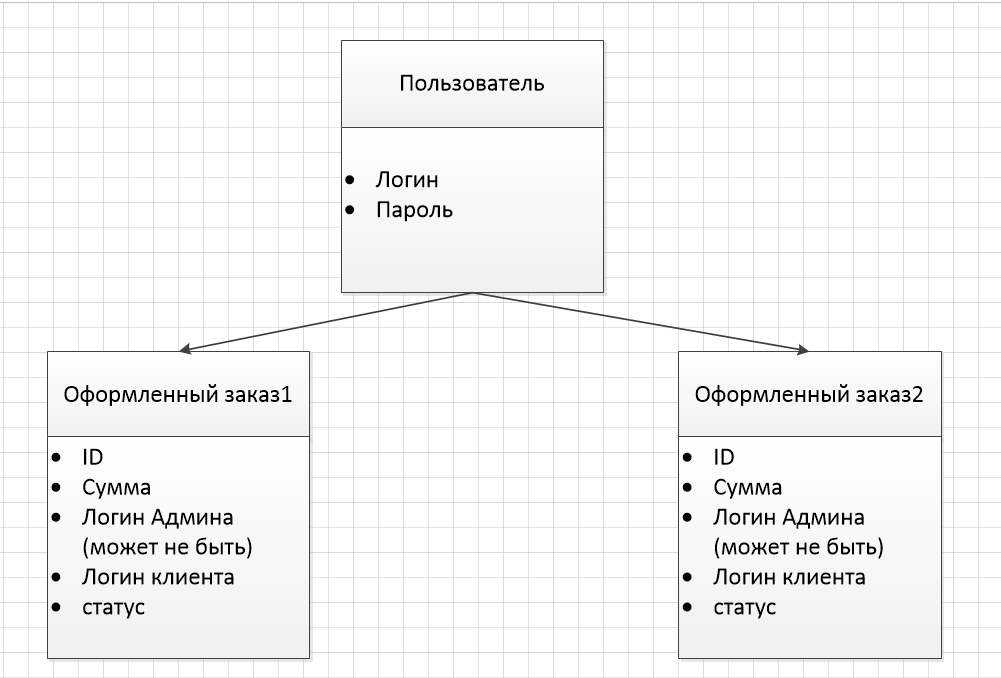 Пользователь
• Логин
• Пароль
Оформленный заказ1
• ID
• Сумма
• Логин Админа
(может не быть)
• Логин клиента
• статус
Оформленный заказ2
• ID
• Сумма
• Логин Админа
(может не быть)
• Логин клиента
• статус